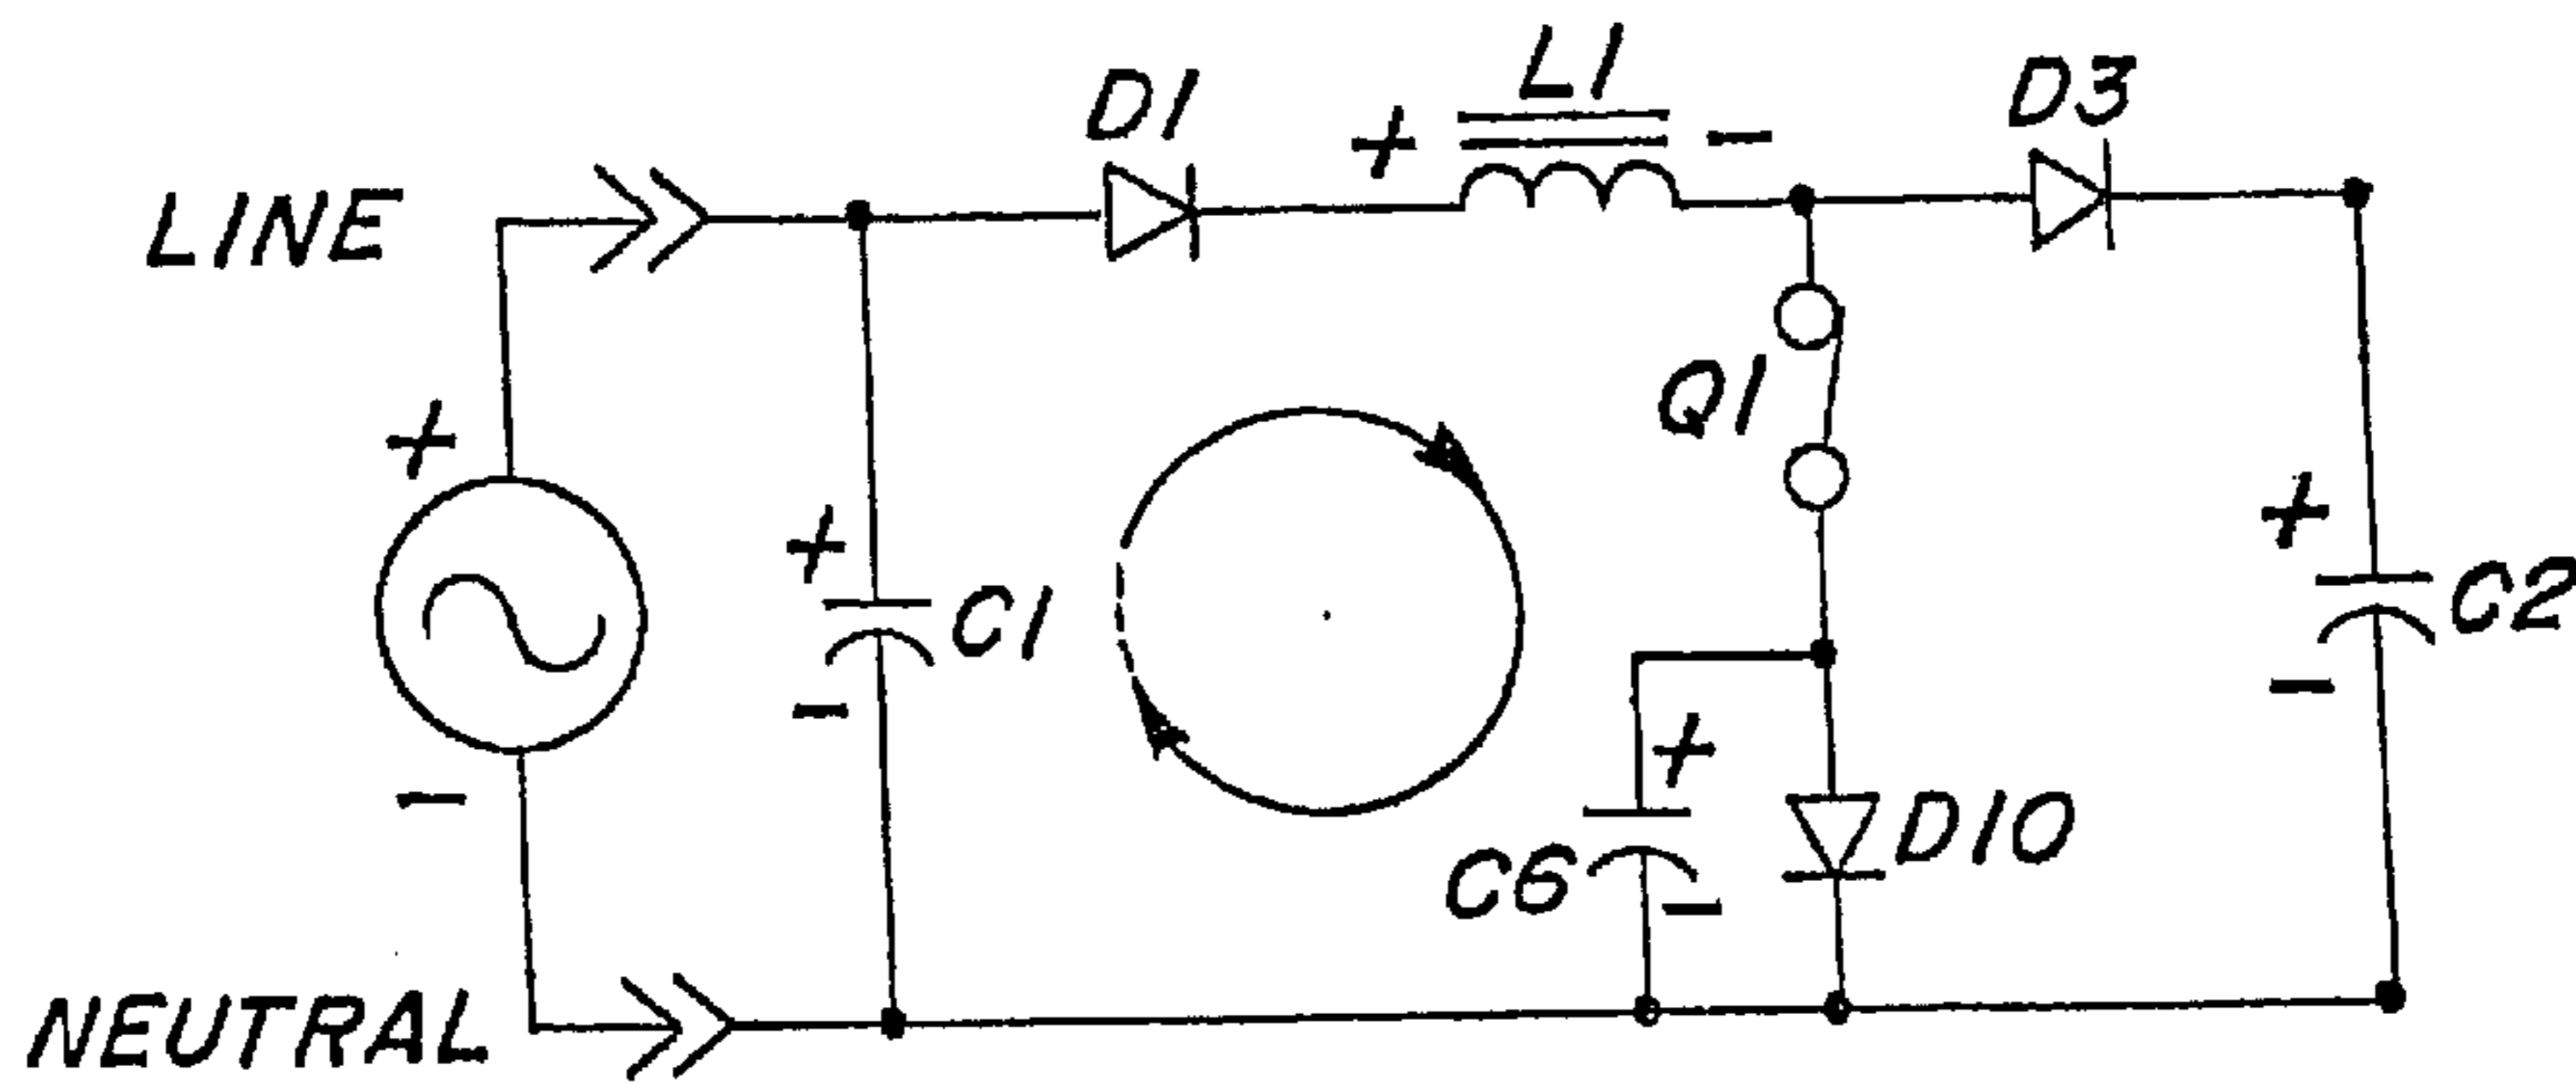 L1
D1
D3
+
-
LINE
+
Q1
+
+
C1
C2
-
-
+
-
D10
C6
-
NEUTRAL